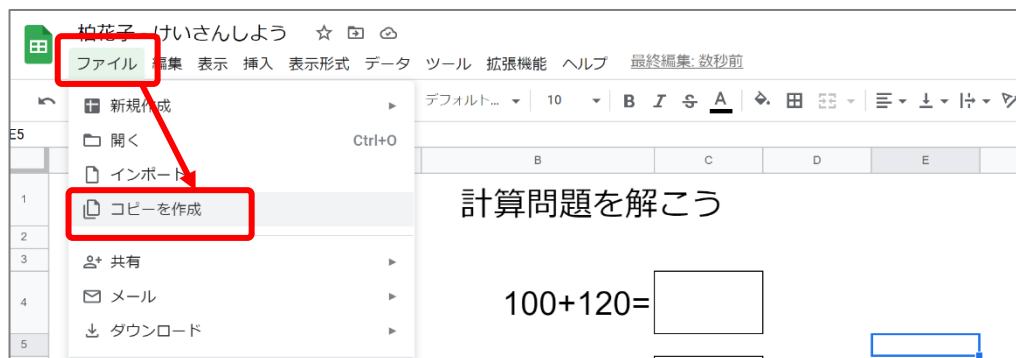 柏花子 - けいさんしよう
ファイル 編集 表示 挿入 表示形式 データ ツール 拡張機能 ヘルプ 最終編集: 数秒前
デフォルト... 10 B I S A
E5
新規作成
開く Ctrl+O
インポート
コピーを作成
共有
メール
ダウンロード
B C D E
1 計算問題を解こう
2
3
4 100+120=
5